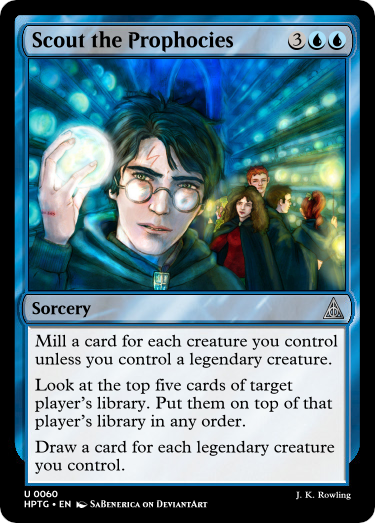 Scout the Prophocies 3
Sorcery
Mill a card for each creature you control
unless you control a legendary creature.
Look at the top five cards of target
player's library. Put them on top of that
player's library in any order.
Draw a card for each legendary creature
you control.
U 0060
HPTG • EN SaBenerica on DeviantArt
J. K. Rowling